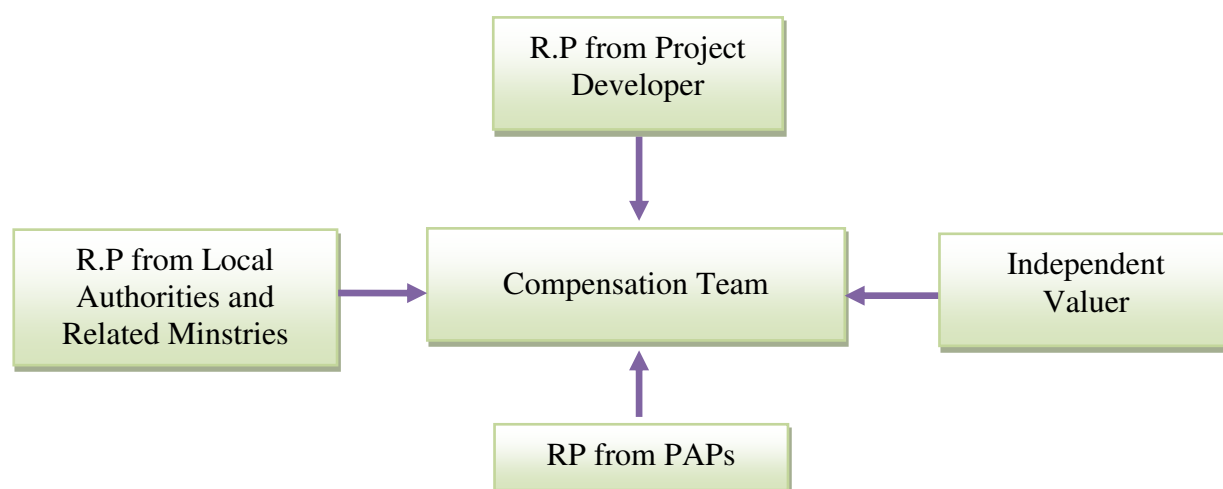 R.P from Project
Developer
R.P from Local
Authorities and
Related Minstries
Compensation Team
Independent
Valuer
RP from PAPs